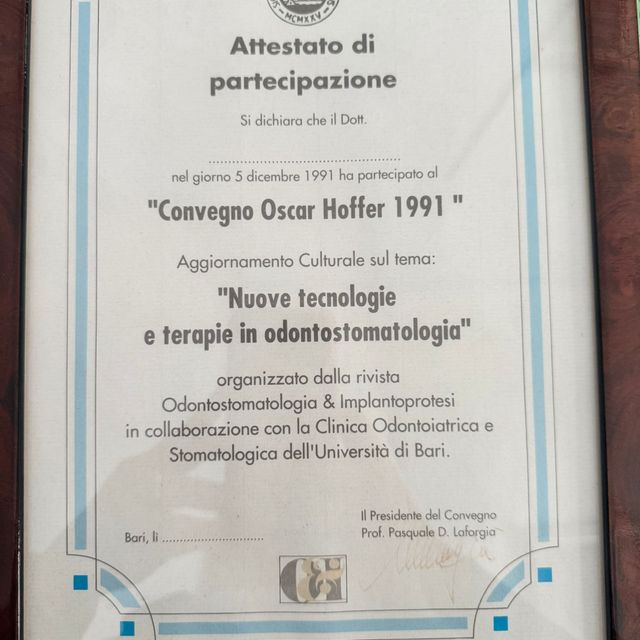 MCMXXV
Attestato di
partecipazione
Si dichiara che il Dott.
nel giorno 5 dicembre 1991 ha partecipato al
"Convegno Oscar Hoffer 1991 "
Aggiornamento Culturale sul tema:
"Nuove tecnologie
e terapie in odontostomatologia"
organizzato dalla rivista
Odontostomatologia & Implantoprotesi
in collaborazione con la Clinica Odontoiatrica e
Stomatologica dell'Università di Bari.
Il Presidente del Convegno
Prof. Pasquale D. Laforgia
Bari, li ............................